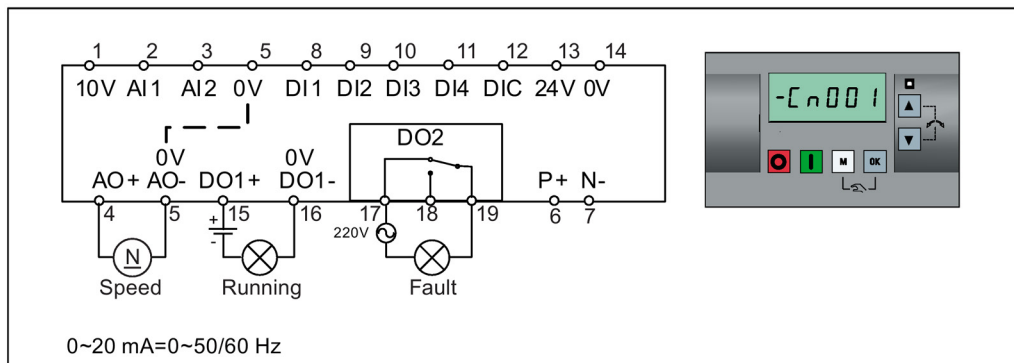 1 2 3 5 8 9 10 11 12 13 14
10V AI1 AI2 0V DI1 DI2 DI3 DI4 DIC 24V 0V
DO2
0V 0V
AO+ AO- DO1+ DO1- P+ N-
4 5 15 16 17 18 19 6 7
+
-
220V
N
Speed Running Fault
0~20 mA=0~50/60 Hz
-Cn001
M OK